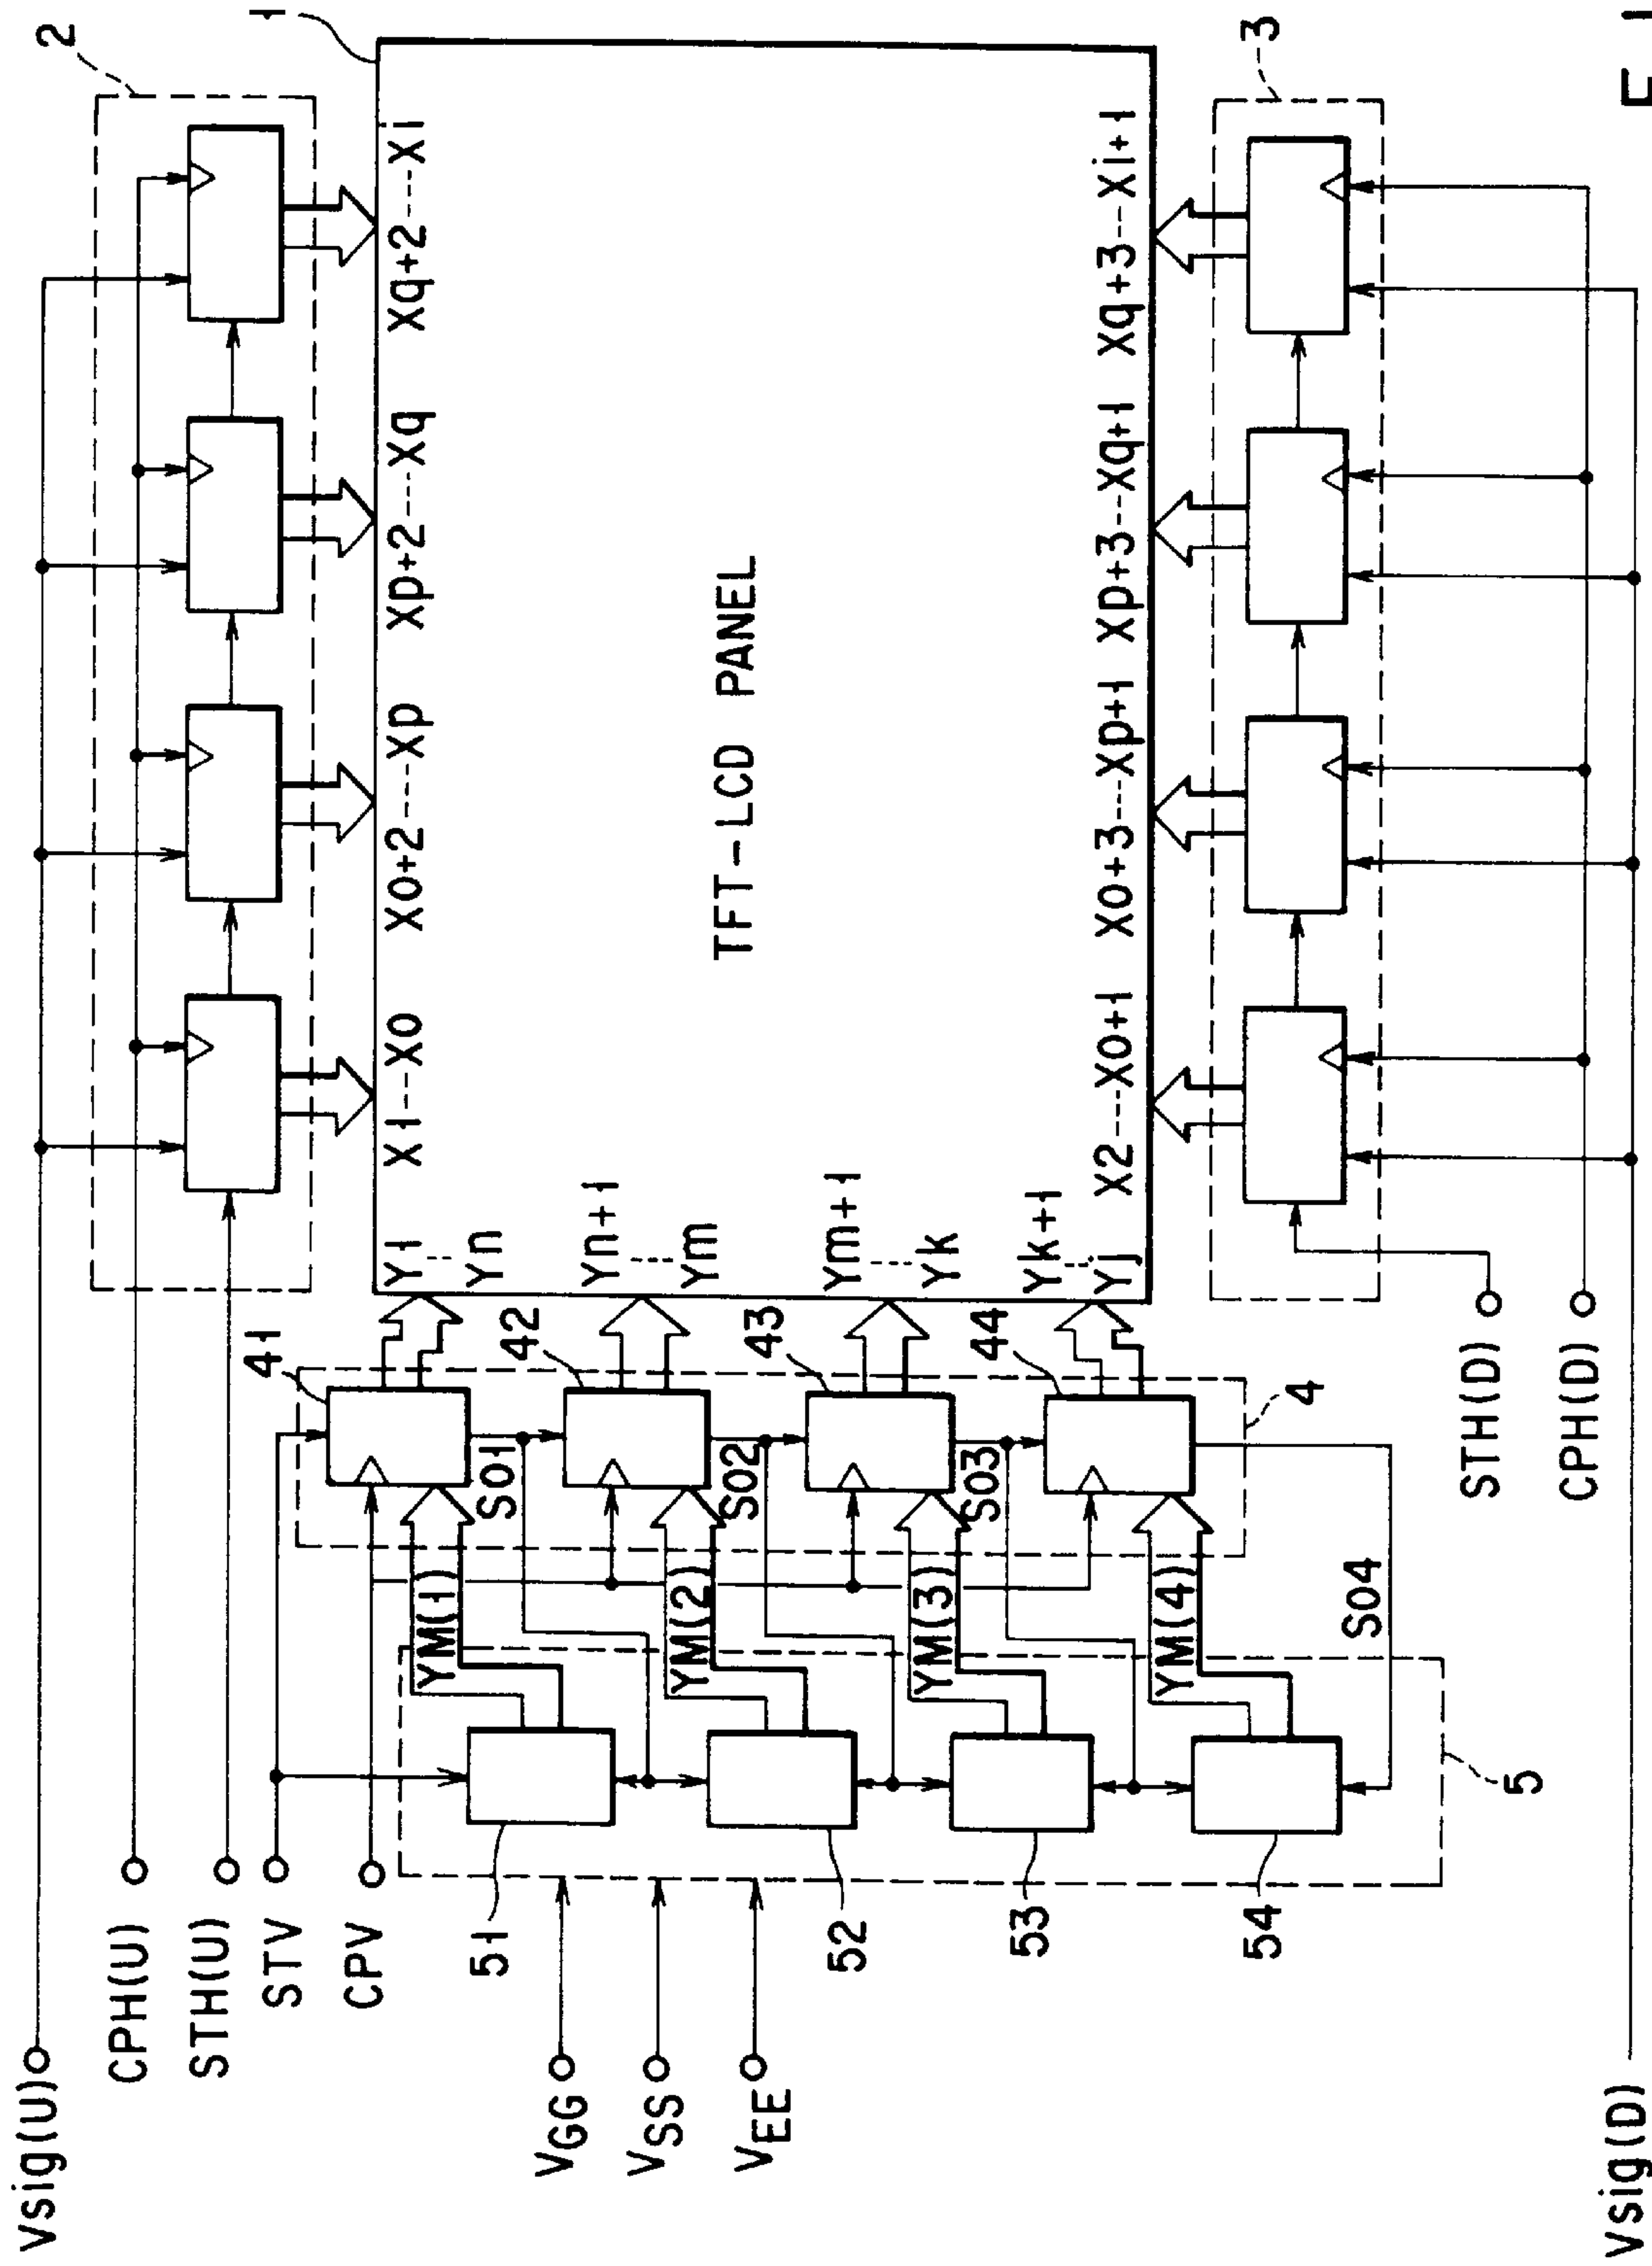 Vsig(U)
CPH(U)
STH(U)
STV
CPV
VGG
VSS
VEE
2
1
X1---X0
X0+2---Xp
Xp+2---Xq
Xq+2---Xi
Y1
Yn
Yn+1
Ym
Ym+1
Yk
Yk+1
Yj
TFT-LCD PANEL
X2---X0+1
X0+3---Xp+1
Xp+3---Xq+1
Xq+3---Xi+1
41
42
43
44
4
S01
S02
S03
S04
YM(1)
YM(2)
YM(3)
YM(4)
51
52
53
54
5
3
STH(D)
CPH(D)
Vsig(D)